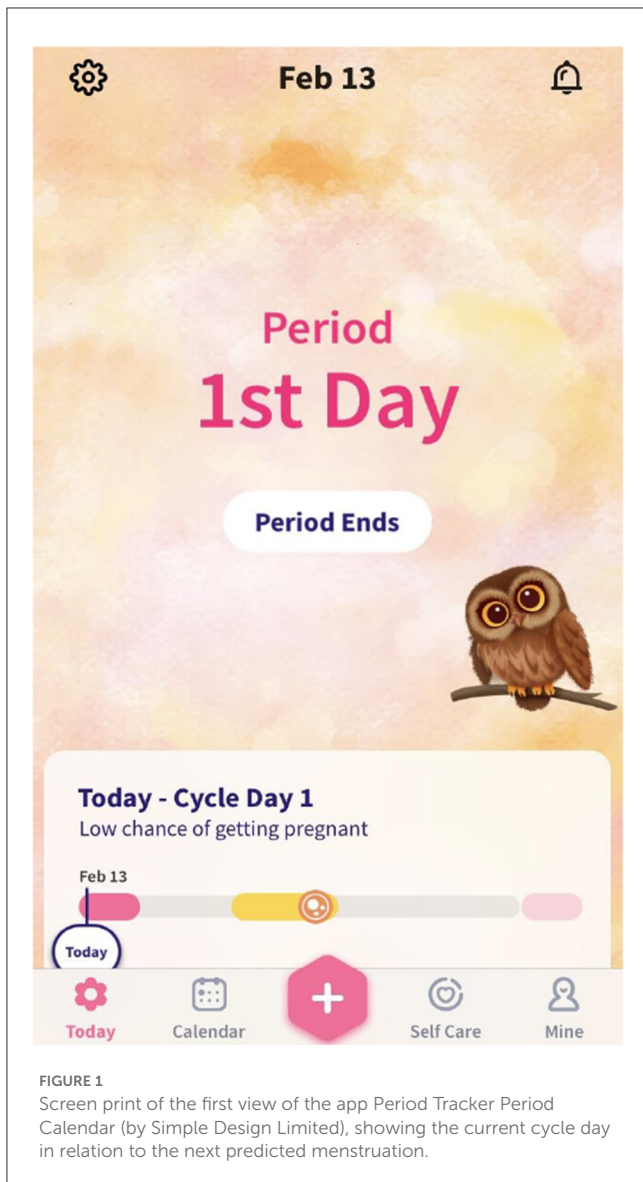 Feb 13
Period
1st Day
Period Ends
Today - Cycle Day 1
Low chance of getting pregnant
Feb 13
Today
Today
Calendar
Self Care
Mine
FIGURE 1
Screen print of the first view of the app Period Tracker Period
Calendar (by Simple Design Limited), showing the current cycle day
in relation to the next predicted menstruation.